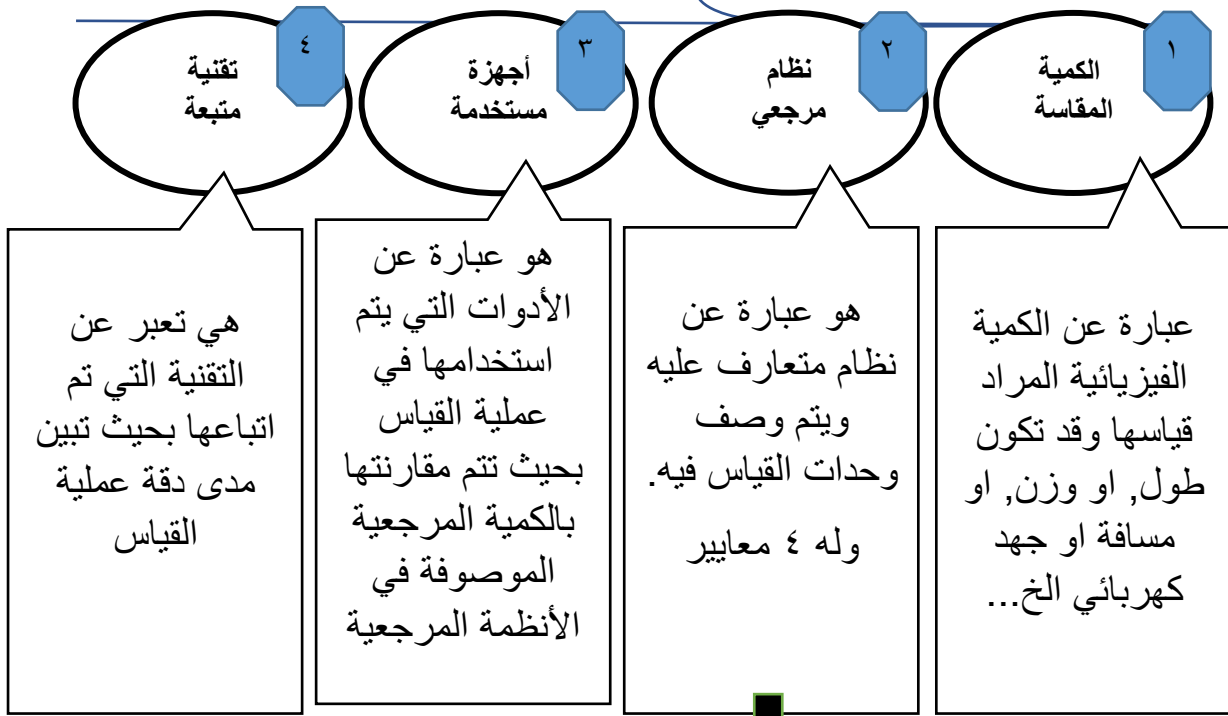 ١
الكمية
المقاسة
٢
نظام
مرجعي
٣
أجهزة
مستخدمة
٤
تقنية
متبعة
عبارة عن الكمية
الفيزيائية المراد
قياسها وقد تكون
طول, او وزن, او
مسافة او جهد
كهربائي الخ...
هو عبارة عن
نظام متعارف عليه
ويتم وصف
وحدات القياس فيه.
وله ٤ معايير
هو عبارة عن
الأدوات التي يتم
استخدامها في
عملية القياس
بحيث تتم مقارنتها
بالكمية المرجعية
الموصوفة في
الأنظمة المرجعية
هي تعبر عن
التقنية التي تم
اتباعها بحيث تبين
مدى دقة عملية
القياس